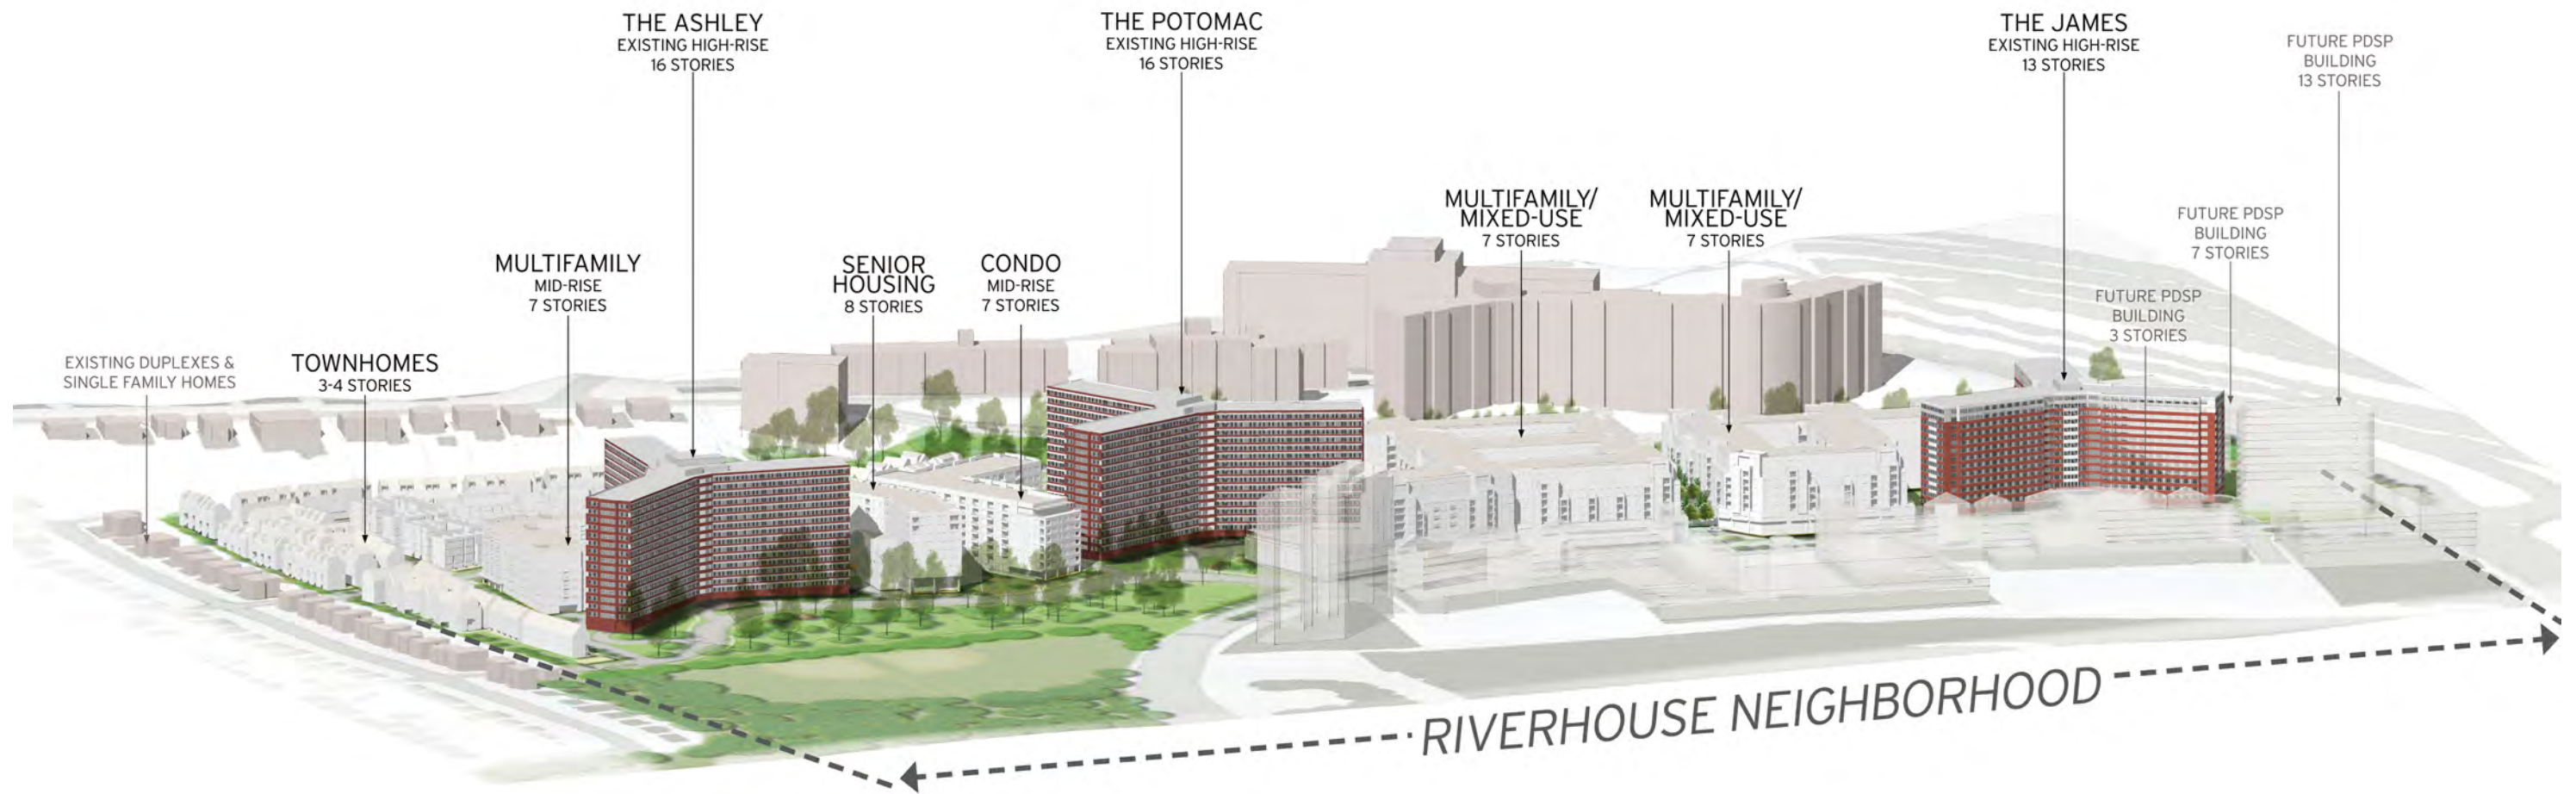 THE ASHLEY
EXISTING HIGH-RISE
16 STORIES
THE POTOMAC
EXISTING HIGH-RISE
16 STORIES
THE JAMES
EXISTING HIGH-RISE
13 STORIES
FUTURE PDSP
BUILDING
13 STORIES
MULTIFAMILY/
MIXED-USE
7 STORIES
MULTIFAMILY/
MIXED-USE
7 STORIES
FUTURE PDSP
BUILDING
7 STORIES
MULTIFAMILY
MID-RISE
7 STORIES
SENIOR
HOUSING
8 STORIES
CONDO
MID-RISE
7 STORIES
FUTURE PDSP
BUILDING
3 STORIES
EXISTING DUPLEXES &
SINGLE FAMILY HOMES
TOWNHOMES
3-4 STORIES
RIVERHOUSE NEIGHBORHOOD